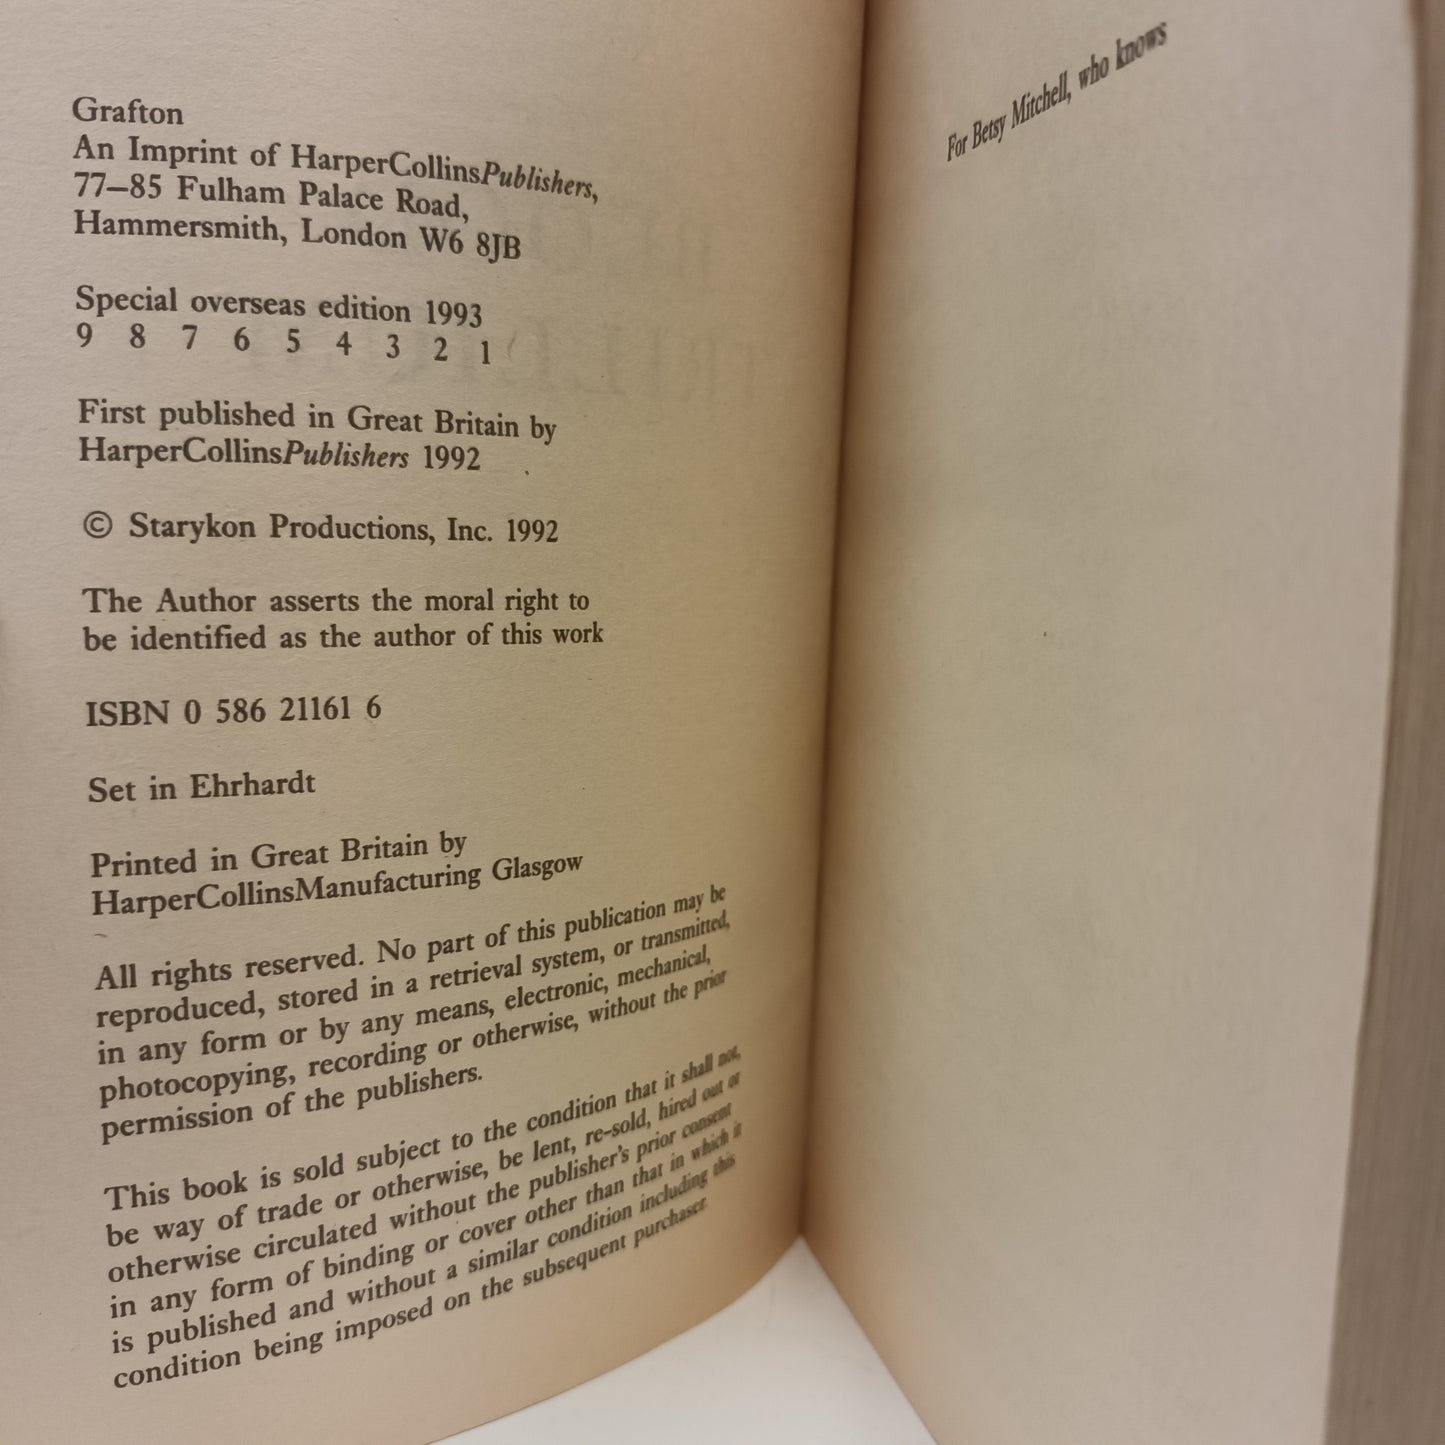 Grafton
An Imprint of HarperCollinsPublishers,
77–85 Fulham Palace Road,
Hammersmith, London W6 8JB
Special overseas edition 1993
9 8 7 6 5 4 3 2 1
First published in Great Britain by
HarperCollinsPublishers 1992
© Starykon Productions, Inc. 1992
The Author asserts the moral right to
be identified as the author of this work
ISBN 0 586 21161 6
Set in Ehrhardt
Printed in Great Britain by
HarperCollinsManufacturing Glasgow
All rights reserved. No part of this publication may be
reproduced, stored in a retrieval system, or transmitted,
in any form or by any means, electronic, mechanical,
photocopying, recording or otherwise, without the prior
permission of the publishers.
This book is sold subject to the condition that it shall not,
be way of trade or otherwise, be lent, re-sold, hired out or
otherwise circulated without the publisher's prior consent
in any form of binding or cover other than that in which it
is published and without a similar condition including this
condition being imposed on the subsequent purchaser.
For Betsy Mitchell, who knows